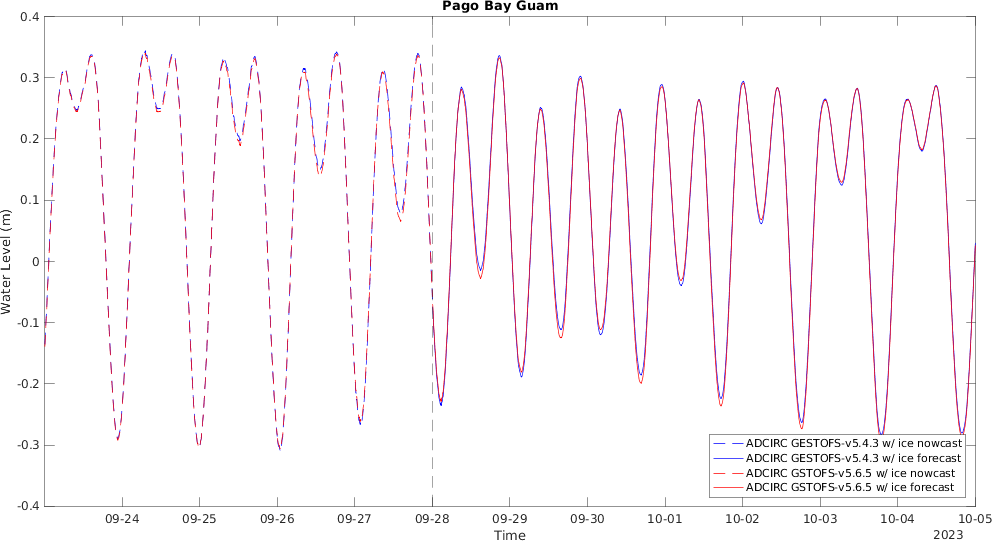 Pago Bay Guam
0.4
0.3
0.2
0.1
0
-0.1
-0.2
-0.3
-0.4
Water Level (m)
ADCIRC GESTOFS-v5.4.3 w/ ice nowcast
ADCIRC GESTOFS-v5.4.3 w/ ice forecast
ADCIRC GSTOFS-v5.6.5 w/ ice nowcast
ADCIRC GSTOFS-v5.6.5 w/ ice forecast
09-24 09-25 09-26 09-27 09-28 09-29 09-30 10-01 10-02 10-03 10-04 10-05
Time
2023